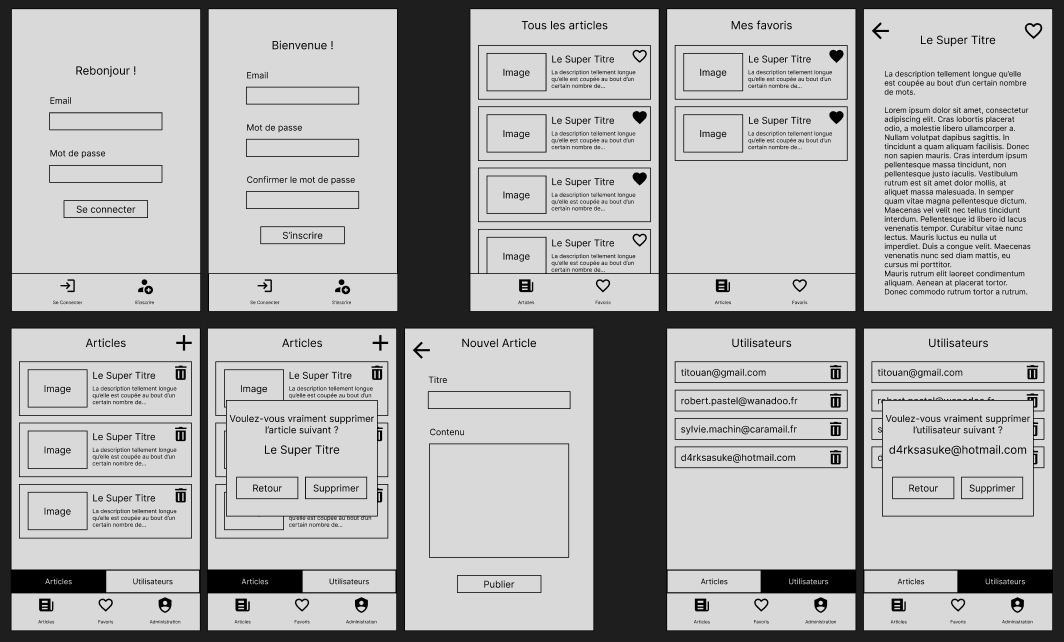 Rebonjour !
Email
Mot de passe
Se connecter
Se Connecter
S'inscrire
Bienvenue !
Email
Mot de passe
Confirmer le mot de passe
S'inscrire
Se Connecter
S'inscrire
Tous les articles
Image
Le Super Titre
La description tellement longue
qu'elle est coupée au bout d'un
certain nombre de...
Image
Le Super Titre
La description tellement longue
qu'elle est coupée au bout d'un
certain nombre de...
Image
Le Super Titre
La description tellement longue
qu'elle est coupée au bout d'un
certain nombre de...
Image
Le Super Titre
La description tellement longue
qu'elle est coupée au bout d'un
certain nombre de...
Articles
Favoris
Mes favoris
Image
Le Super Titre
La description tellement longue
qu'elle est coupée au bout d'un
certain nombre de...
Image
Le Super Titre
La description tellement longue
qu'elle est coupée au bout d'un
certain nombre de...
Articles
Favoris
Le Super Titre
La description tellement longue qu'elle
est coupée au bout d'un certain nombre
de mots.
Lorem ipsum dolor sit amet, consectetur
adipiscing elit. Cras lobortis placerat
odio, a molestie libero ullamcorper a.
Nullam volutpat dapibus sagittis. In
tincidunt a quam aliquam facilisis. Donec
non sapien mauris. Cras interdum ipsum
pellentesque massa tincidunt, non
pellentesque justo iaculis. Vestibulum
rutrum est sit amet dolor mollis, at
aliquet massa malesuada. In semper
quam vitae magna pellentesque dictum.
Maecenas vel velit nec tellus tincidunt
interdum. Pellentesque id libero id lacus
venenatis tempor. Curabitur vitae nunc
lectus. Mauris luctus eu nulla ut
imperdiet. Duis a congue velit. Maecenas
venenatis nunc sed diam mattis, eu
cursus mi porttitor.
Mauris rutrum elit laoreet condimentum
aliquam. Aenean at placerat tortor.
Donec commodo rutrum tortor a rutrum.
Articles
Image
Le Super Titre
La description tellement longue
qu'elle est coupée au bout d'un
certain nombre de...
Image
Le Super Titre
La description tellement longue
qu'elle est coupée au bout d'un
certain nombre de...
Image
Le Super Titre
La description tellement longue
qu'elle est coupée au bout d'un
certain nombre de...
Articles
Utilisateurs
Articles
Favoris
Administration
Articles
Image
Le Super Titre
La description tellement longue
qu'elle est coupée au bout d'un
Voulez-vous vraiment supprimer
l'article suivant ?
Le Super Titre
Retour
Supprimer
qu'elle est coupée au bout d'un
certain nombre de...
Articles
Utilisateurs
Articles
Favoris
Administration
Nouvel Article
Titre
Contenu
Publier
Utilisateurs
titouan@gmail.com
robert.pastel@wanadoo.fr
sylvie.machin@caramail.fr
d4rksasuke@hotmail.com
Articles
Utilisateurs
Articles
Favoris
Administration
Utilisateurs
titouan@gmail.com
robert.pastel@wanadoo.fr
s
d
Voulez-vous vraiment supprimer
l'utilisateur suivant ?
d4rksasuke@hotmail.com
Retour
Supprimer
Articles
Utilisateurs
Articles
Favoris
Administration